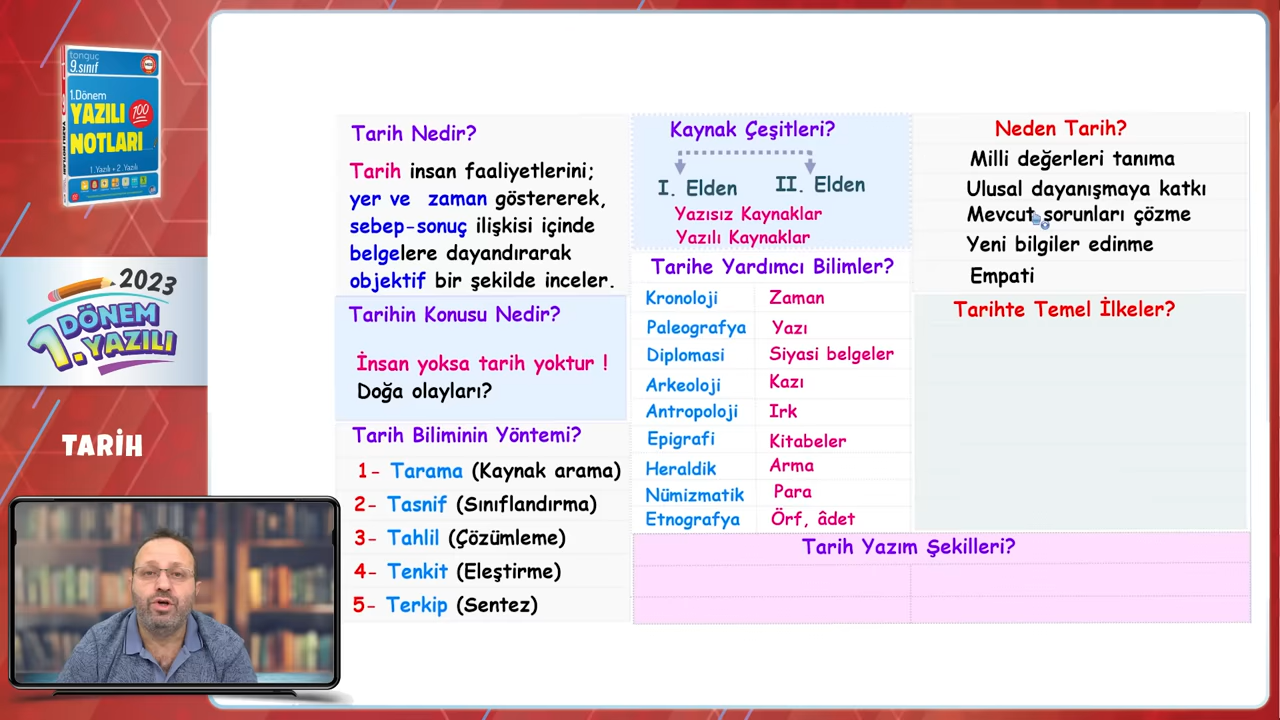 tonguç
9.sınıf
1.Dönem
YAZILI
100
NOTLARI
1.Yazılı • 2.Yazılı
2023
1. DÖNEM
YAZILI
TARİH
Tarih Nedir?
Tarih insan faaliyetlerini;
yer ve zaman göstererek,
sebep-sonuç ilişkisi içinde
belgelere dayandırarak
objektif bir şekilde inceler.
Tarihin Konusu Nedir?
İnsan yoksa tarih yoktur !
Doğa olayları?
Tarih Biliminin Yöntemi?
1- Tarama (Kaynak arama)
2- Tasnif (Sınıflandırma)
3- Tahlil (Çözümleme)
4- Tenkit (Eleştirme)
5- Terkip (Sentez)
Kaynak Çeşitleri?
I. Elden II. Elden
Yazısız Kaynaklar
Yazılı Kaynaklar
Tarihe Yardımcı Bilimler?
Kronoloji Zaman
Paleografya Yazı
Diplomasi Siyasi belgeler
Arkeoloji Kazı
Antropoloji Irk
Epigrafi Kitabeler
Heraldik Arma
Nümizmatik Para
Etnografya Örf, âdet
Neden Tarih?
Milli değerleri tanıma
Ulusal dayanışmaya katkı
Mevcut sorunları çözme
Yeni bilgiler edinme
Empati
Tarihte Temel İlkeler?
Tarih Yazım Şekilleri?